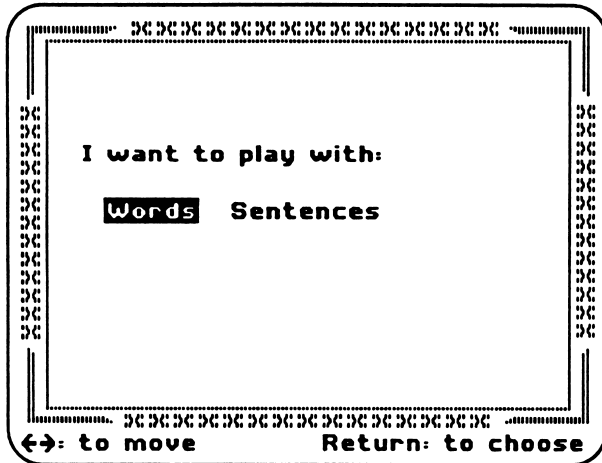 I want to play with:
Words Sentences
←→: to move Return: to choose